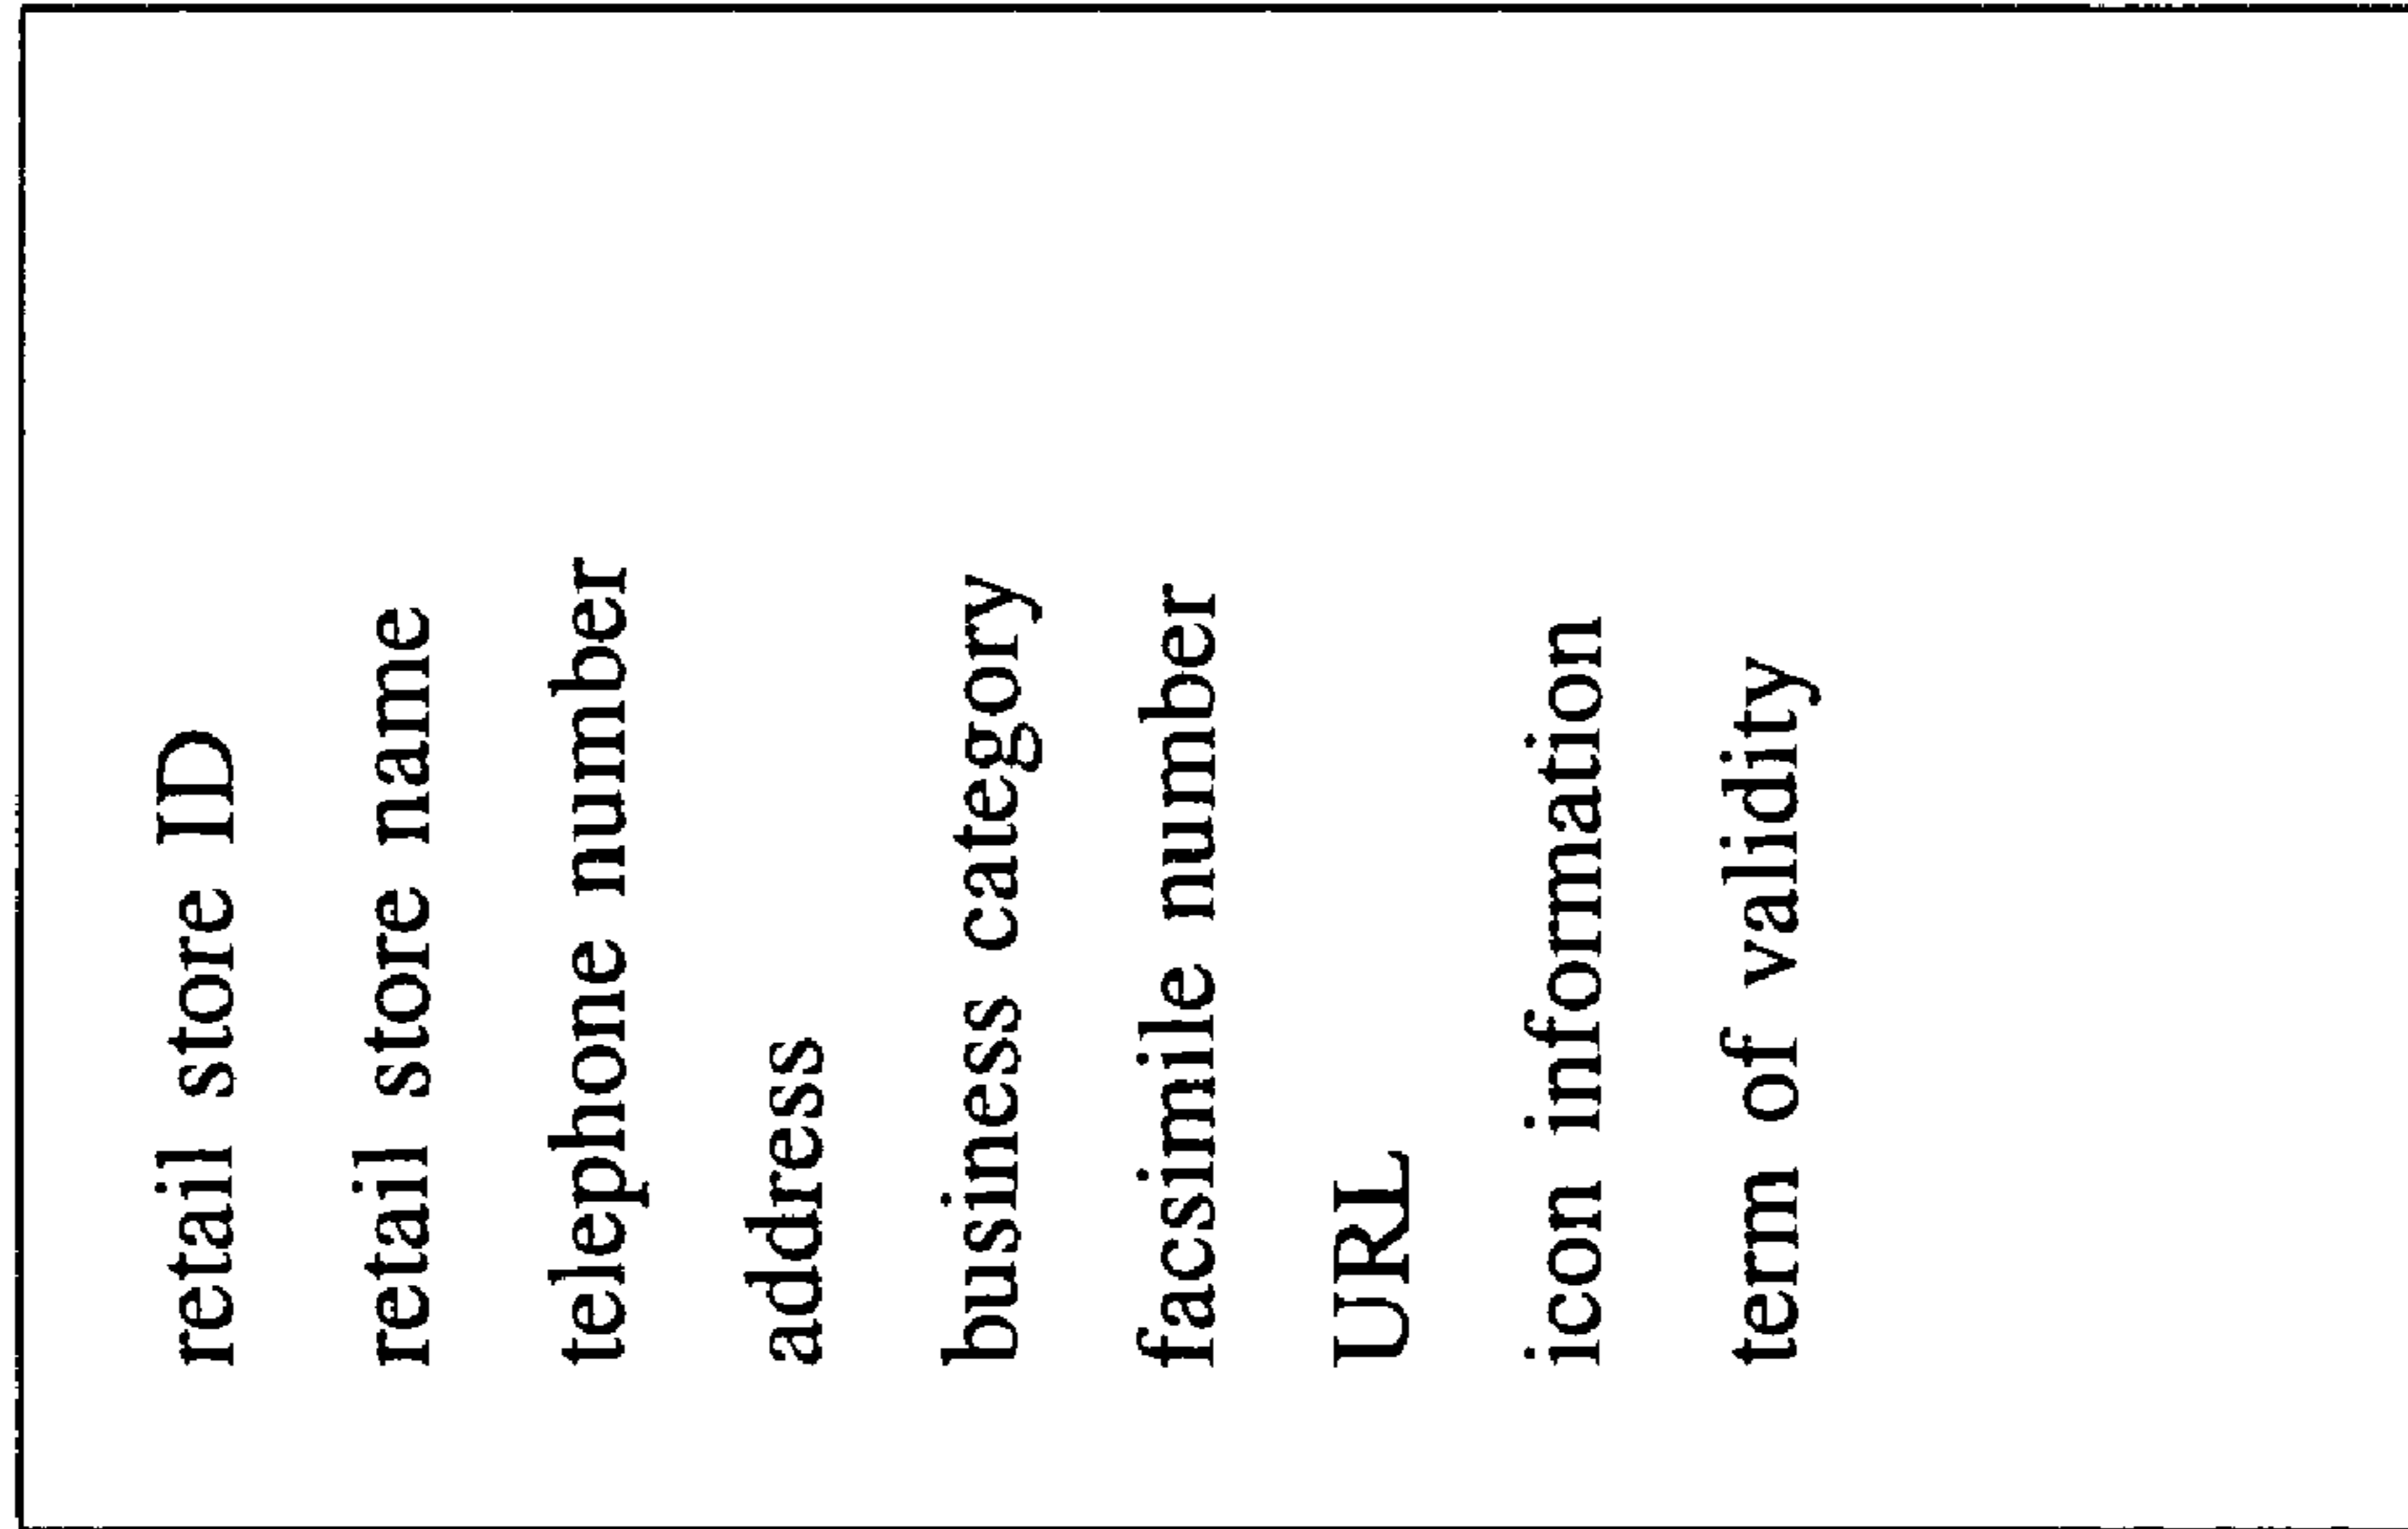 retail store ID
retail store name
telephone number
address
business category
facsimile number
URL
icon information
term of validity